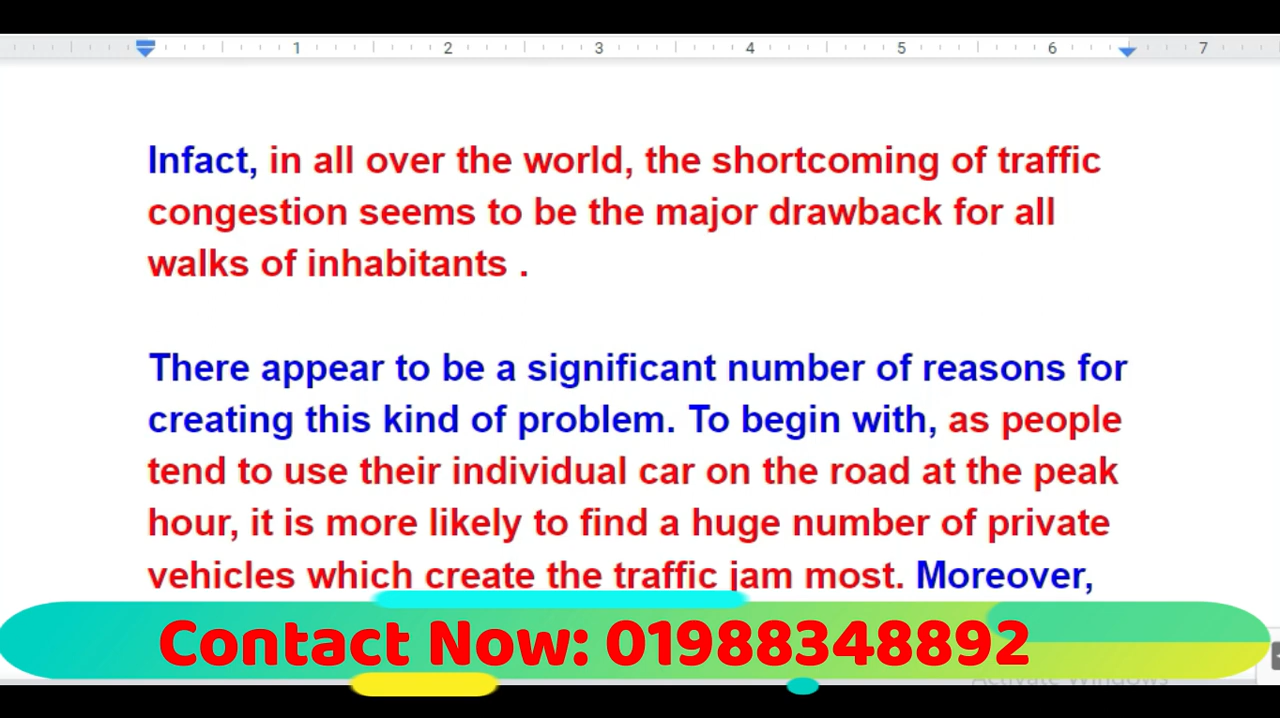 1 2 3 4 5 6 7
Infact, in all over the world, the shortcoming of traffic
congestion seems to be the major drawback for all
walks of inhabitants .
There appear to be a significant number of reasons for
creating this kind of problem. To begin with, as people
tend to use their individual car on the road at the peak
hour, it is more likely to find a huge number of private
vehicles which create the traffic jam most. Moreover,
Contact Now: 01988348892
Activate Windows